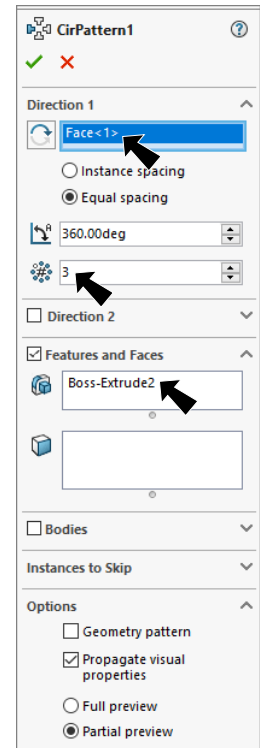 CirPattern1
Direction 1
Face<1>
Instance spacing
Equal spacing
360.00deg
3
Direction 2
Features and Faces
Boss-Extrude2
Bodies
Instances to Skip
Options
Geometry pattern
Propagate visual
properties
Full preview
Partial preview